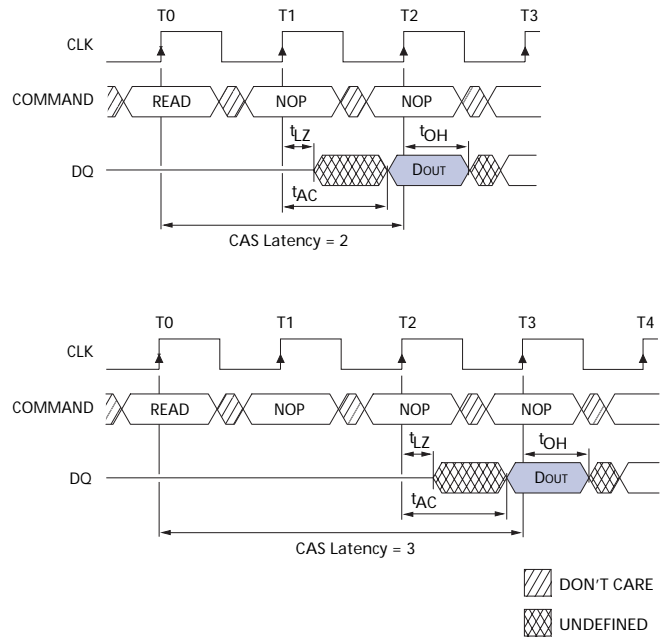 T0 T1 T2 T3
CLK
COMMAND READ NOP NOP
tLZ tOH
DQ DOUT
tAC
CAS Latency = 2
T0 T1 T2 T3 T4
CLK
COMMAND READ NOP NOP NOP
tLZ tOH
DQ DOUT
tAC
CAS Latency = 3
DON'T CARE
UNDEFINED